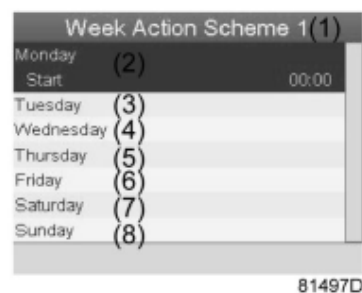 Week Action Scheme 1(1)
Monday (2)
Start 00:00
Tuesday (3)
Wednesday (4)
Thursday (5)
Friday (6)
Saturday (7)
Sunday (8)
81497D